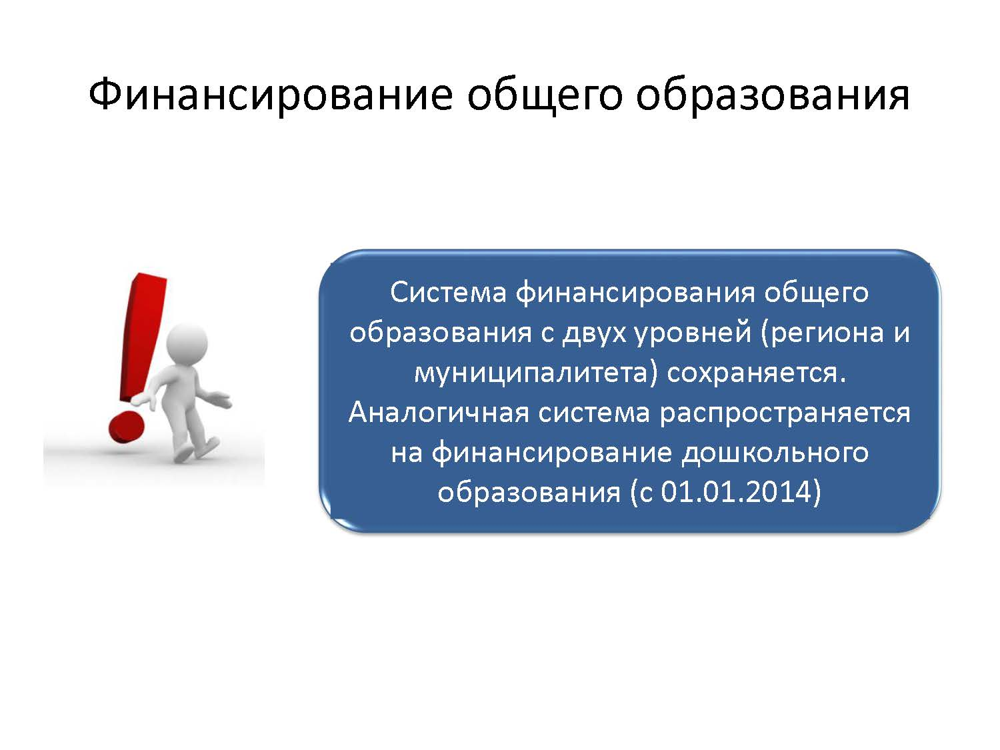 Финансирование общего образования
Система финансирования общего
образования с двух уровней (региона и
муниципалитета) сохраняется.
Аналогичная система распространяется
на финансирование дошкольного
образования (с 01.01.2014)